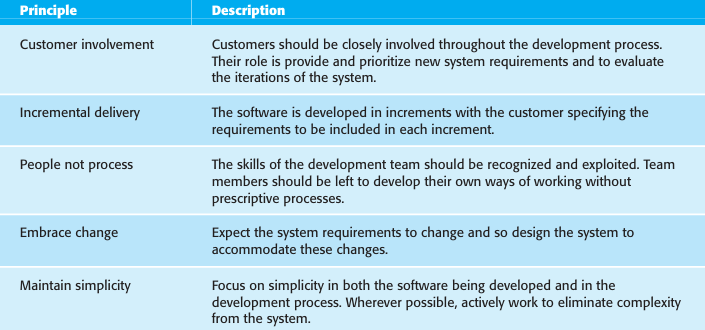 Principle Description
Customer involvement Customers should be closely involved throughout the development process.
Their role is provide and prioritize new system requirements and to evaluate
the iterations of the system.
Incremental delivery The software is developed in increments with the customer specifying the
requirements to be included in each increment.
People not process The skills of the development team should be recognized and exploited. Team
members should be left to develop their own ways of working without
prescriptive processes.
Embrace change Expect the system requirements to change and so design the system to
accommodate these changes.
Maintain simplicity Focus on simplicity in both the software being developed and in the
development process. Wherever possible, actively work to eliminate complexity
from the system.